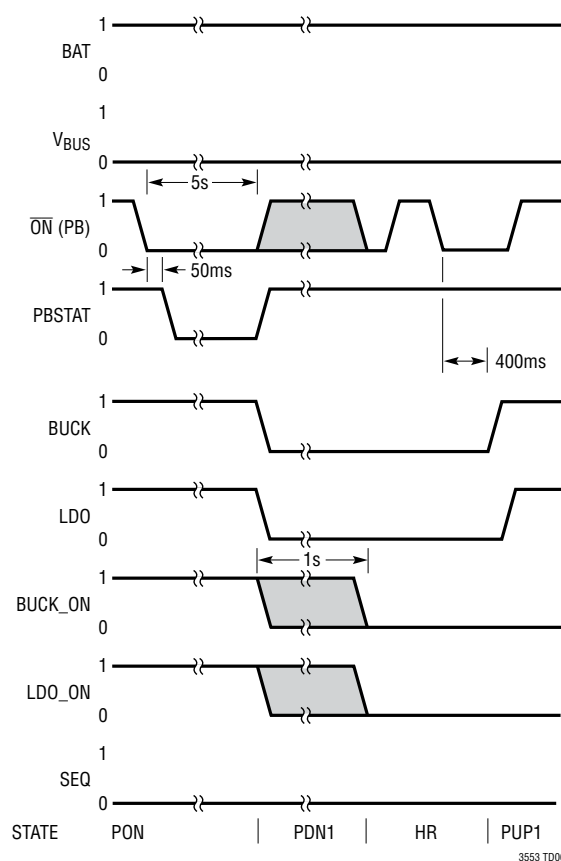 1
BAT
0
1
VBUS
0
5s
1
ON (PB)
0
50ms
1
PBSTAT
0
400ms
1
BUCK
0
1
LDO
0
1s
1
BUCK_ON
0
1
LDO_ON
0
1
SEQ
0
STATE PON PDN1 HR PUP1